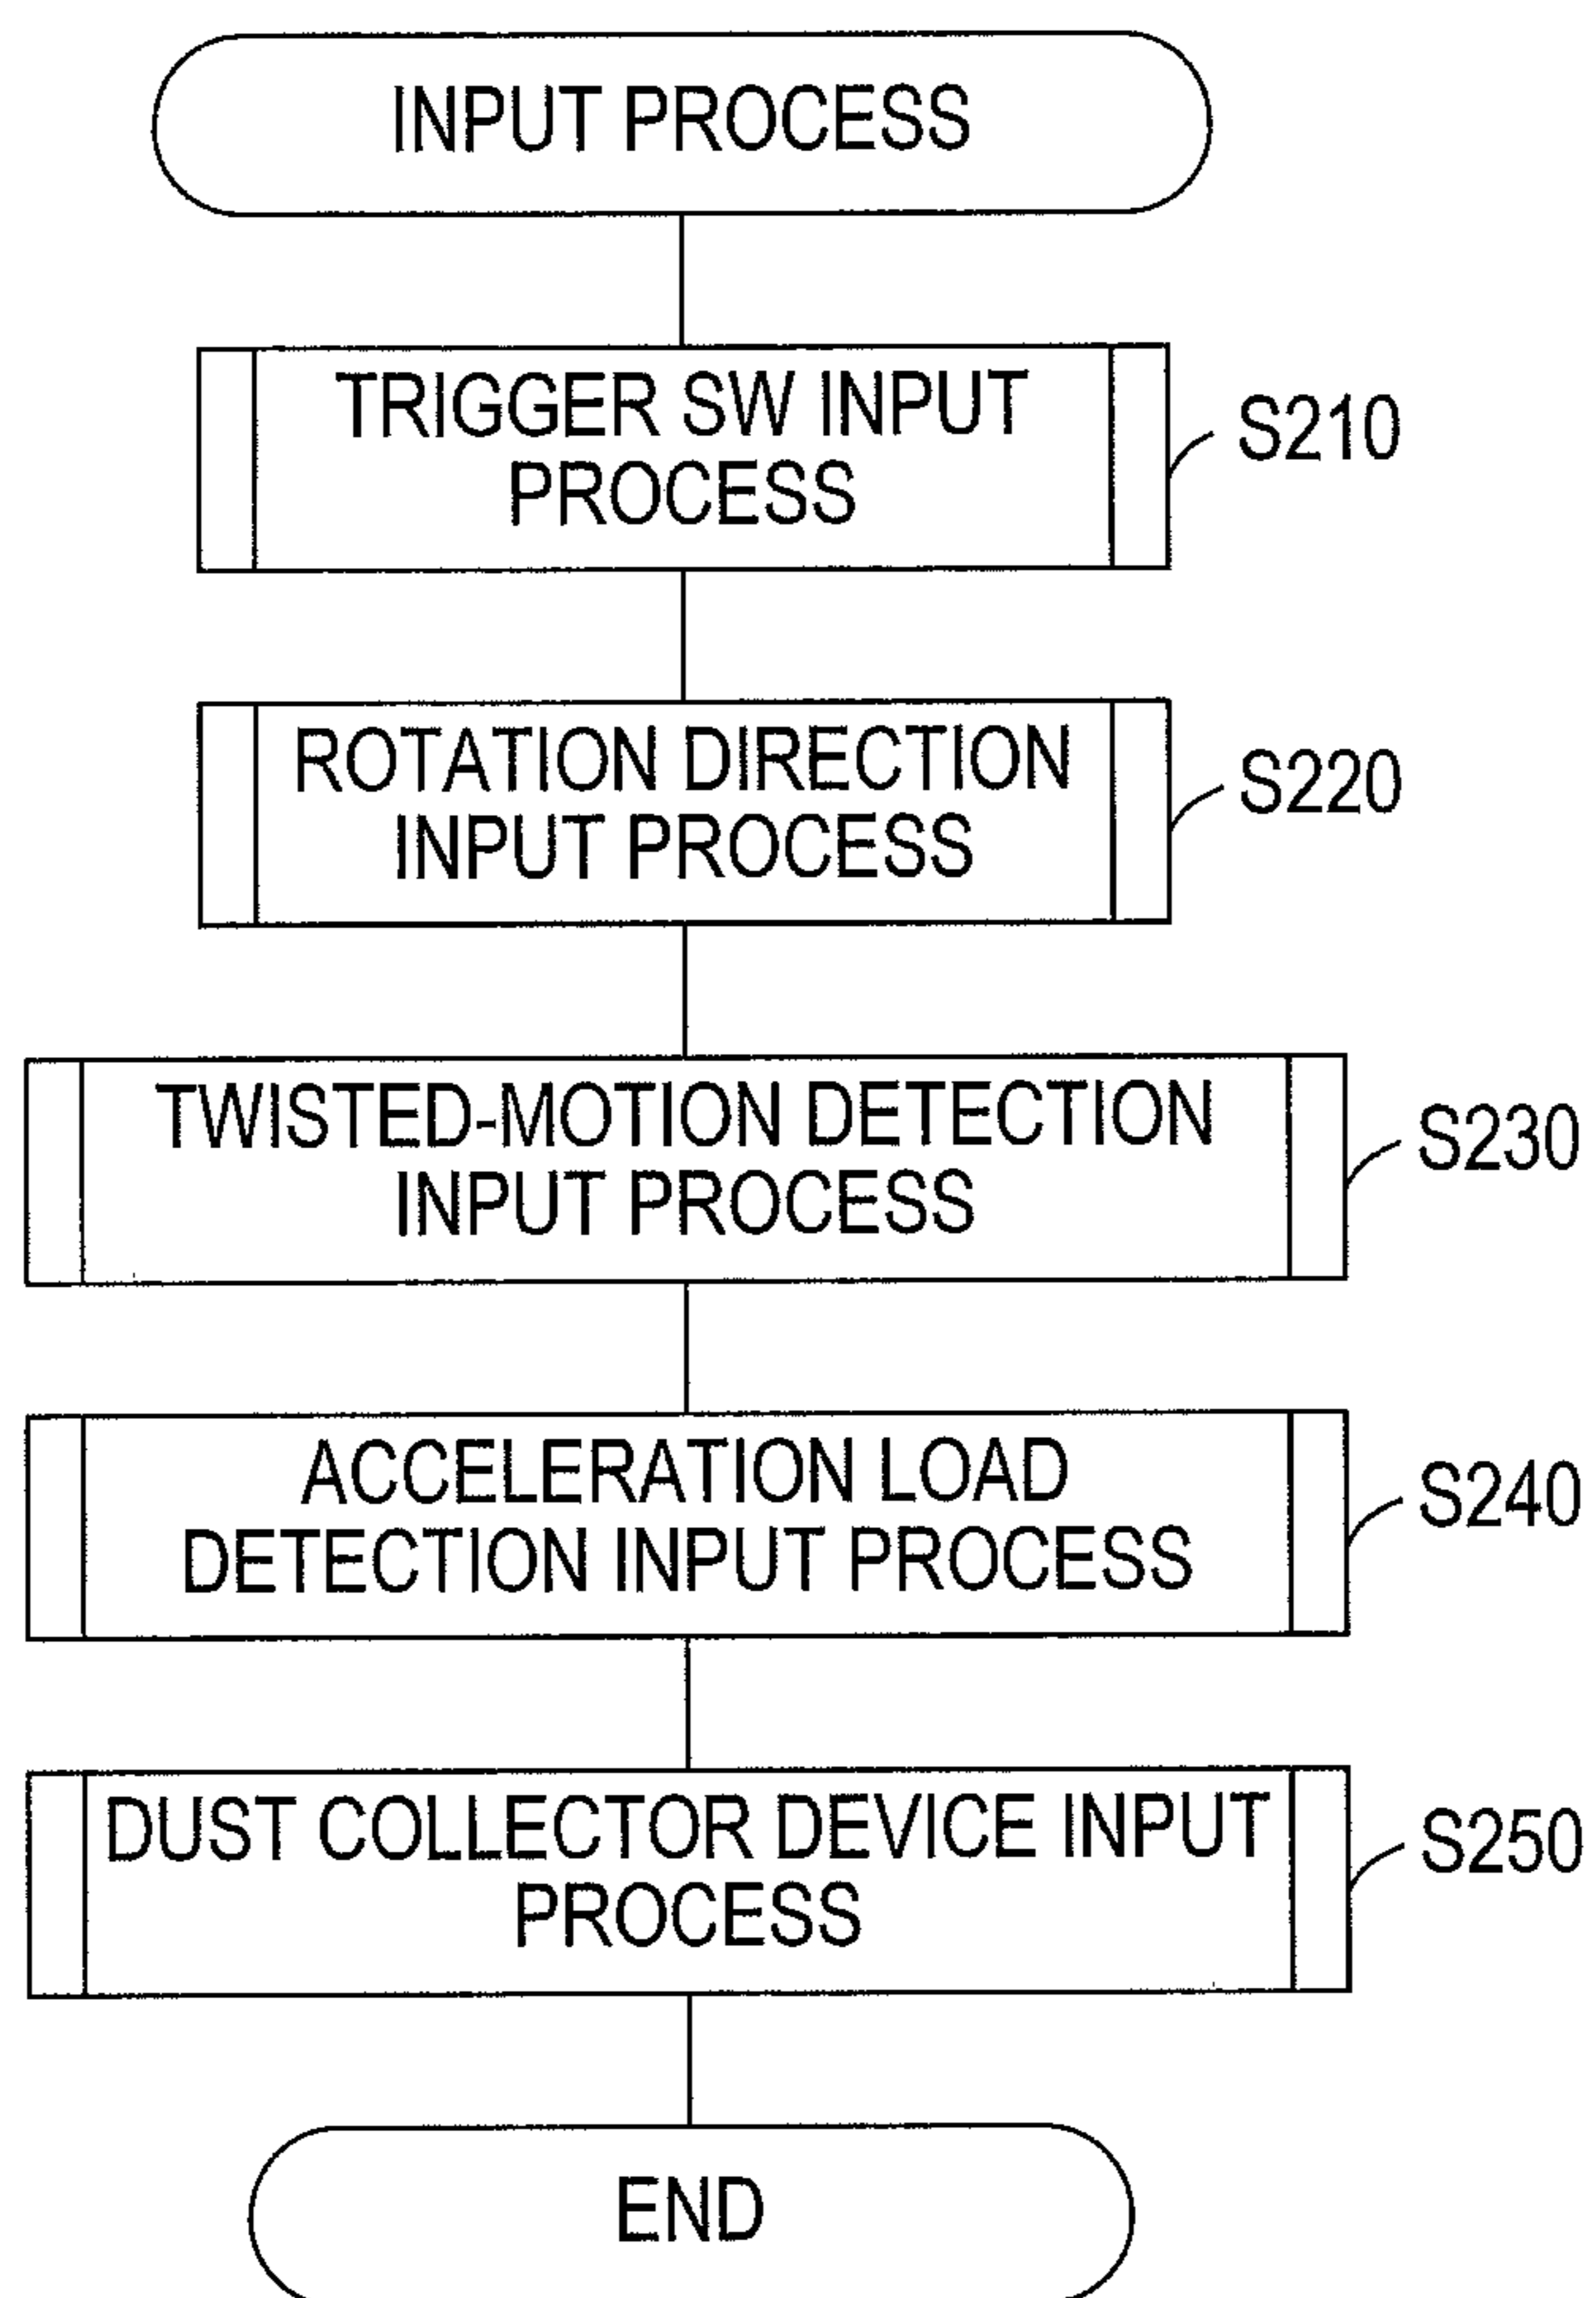 INPUT PROCESS
TRIGGER SW INPUT
PROCESS
S210
ROTATION DIRECTION
INPUT PROCESS
S220
TWISTED-MOTION DETECTION
INPUT PROCESS
S230
ACCELERATION LOAD
DETECTION INPUT PROCESS
S240
DUST COLLECTOR DEVICE INPUT
PROCESS
S250
END